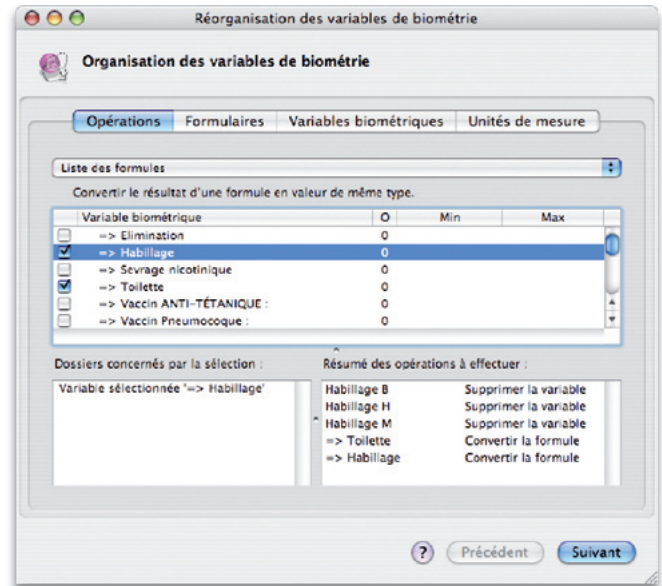 Réorganisation des variables de biométrie
Organisation des variables de biométrie
Opérations Formulaires Variables biométriques Unités de mesure
Liste des formules
Convertir le résultat d'une formule en valeur de même type.
Variable biométrique O Min Max
=> Elimination 0
=> Habillage 0
=> Sevrage nicotinique 0
=> Toilette 0
=> Vaccin ANTI-TÉTANIQUE : 0
=> Vaccin Pneumocoque : 0
Dossiers concernés par la sélection : Résumé des opérations à effectuer :
Variable sélectionnée '=> Habillage' Habillage B Supprimer la variable
Habillage H Supprimer la variable
Habillage M Supprimer la variable
=> Toilette Convertir la formule
=> Habillage Convertir la formule
? Précédent Suivant